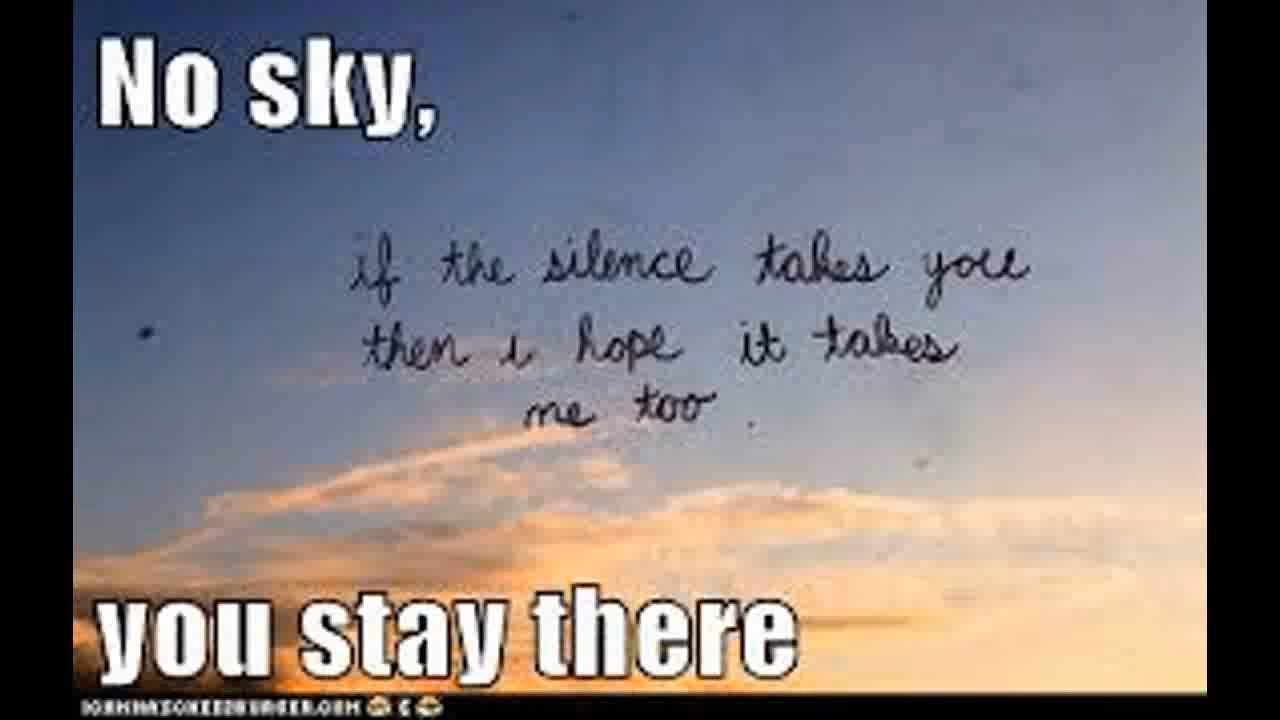 No sky,
if the silence takes you
then i hope it takes
me too.
you stay there